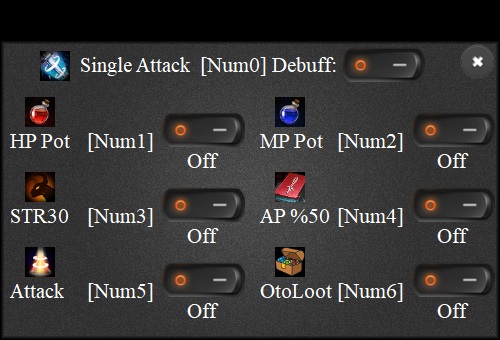 Single Attack [Num0] Debuff:
HP Pot [Num1] Off
MP Pot [Num2] Off
STR30 [Num3] Off
AP %50 [Num4] Off
Attack [Num5] Off
OtoLoot [Num6] Off